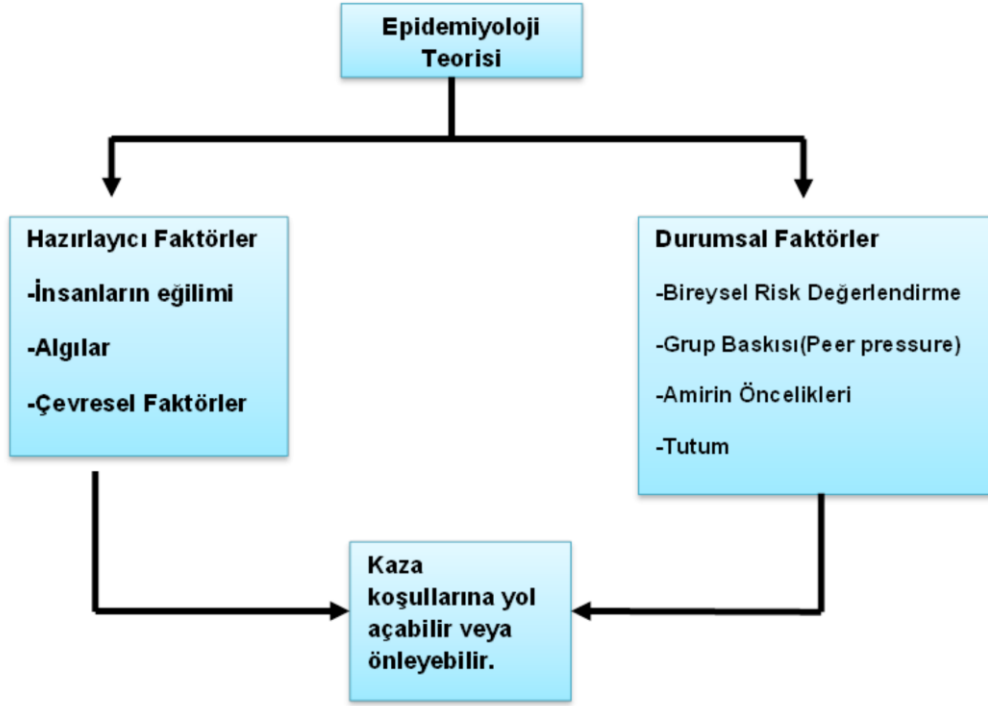 Epidemiyoloji
Teorisi
Hazırlayıcı Faktörler
-İnsanların eğilimi
-Algılar
-Çevresel Faktörler
Durumsal Faktörler
-Bireysel Risk Değerlendirme
-Grup Baskısı(Peer pressure)
-Amirin Öncelikleri
-Tutum
Kaza
koşullarına yol
açabilir veya
önleyebilir.